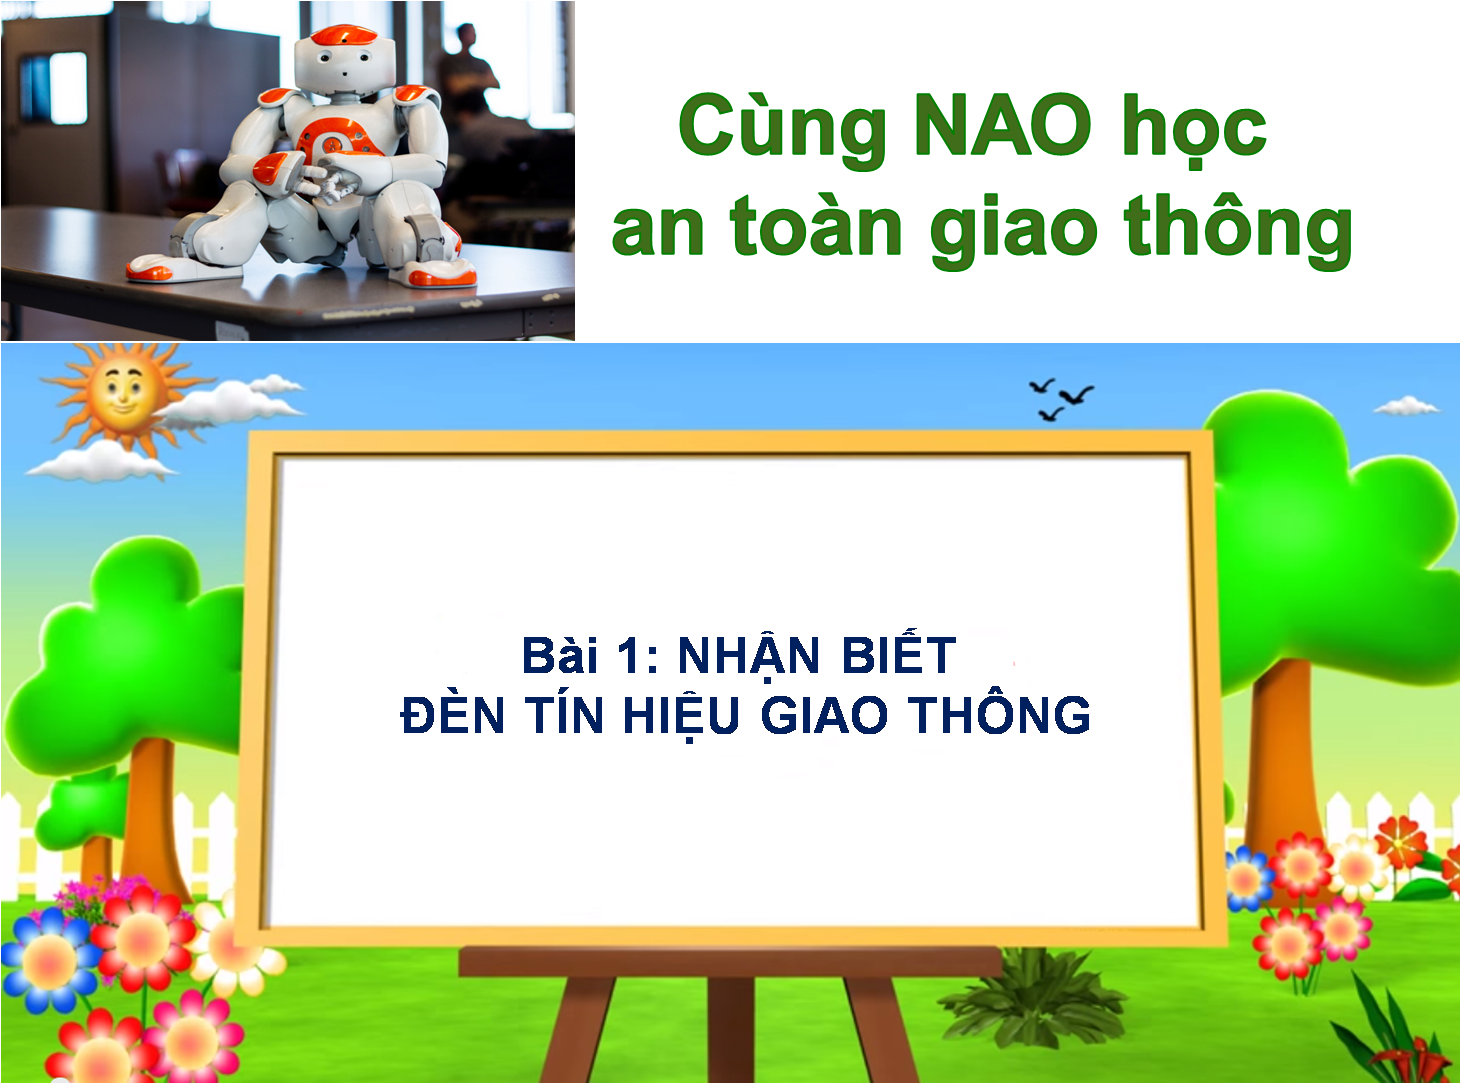 Cùng NAO học
an toàn giao thông
Bài 1: NHẬN BIẾT
ĐÈN TÍN HIỆU GIAO THÔNG